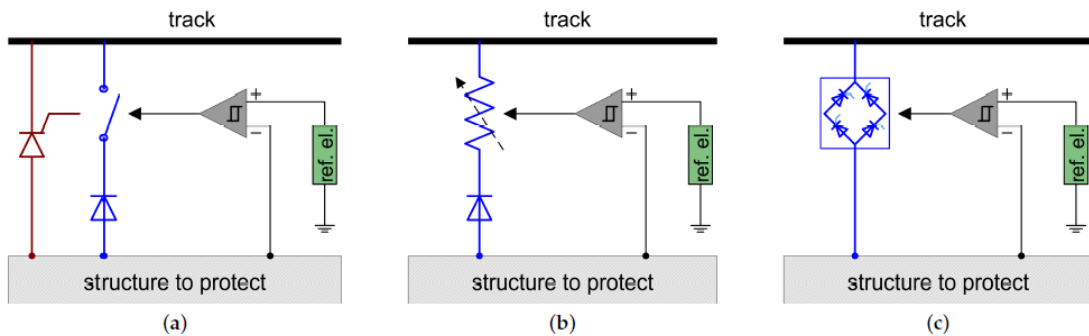 track
+
−
ref. el.
structure to protect
(a)
track
+
−
ref. el.
structure to protect
(b)
track
+
−
ref. el.
structure to protect
(c)